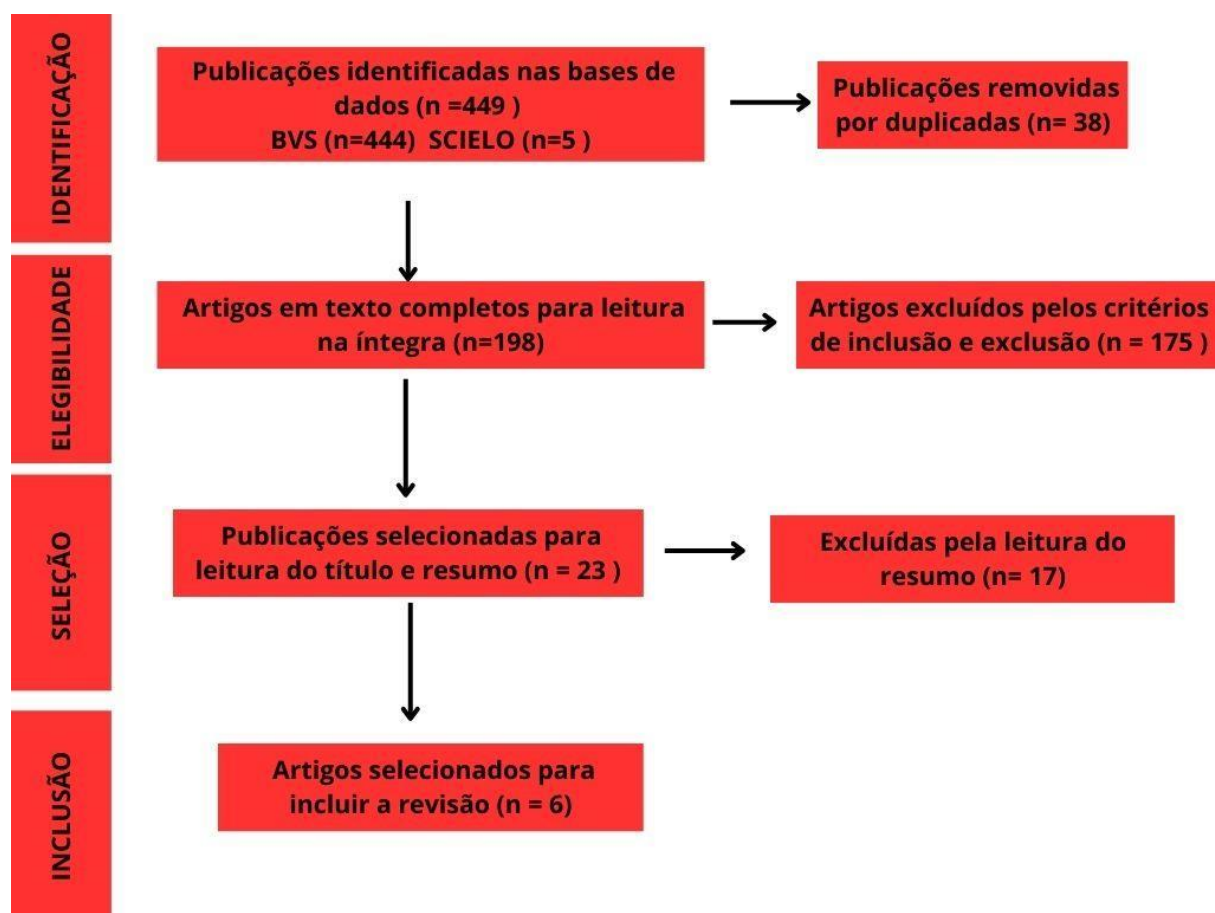 IDENTIFICAÇÃO
Publicações identificadas nas bases de
dados (n =449 )
BVS (n=444) SCIELO (n=5 )
Publicações removidas
por duplicadas (n= 38)
ELEGIBILIDADE
Artigos em texto completos para leitura
na íntegra (n=198)
Artigos excluídos pelos critérios
de inclusão e exclusão (n = 175 )
SELEÇÃO
Publicações selecionadas para
leitura do título e resumo (n = 23 )
Excluídas pela leitura do
resumo (n= 17)
INCLUSÃO
Artigos selecionados para
incluir a revisão (n = 6)